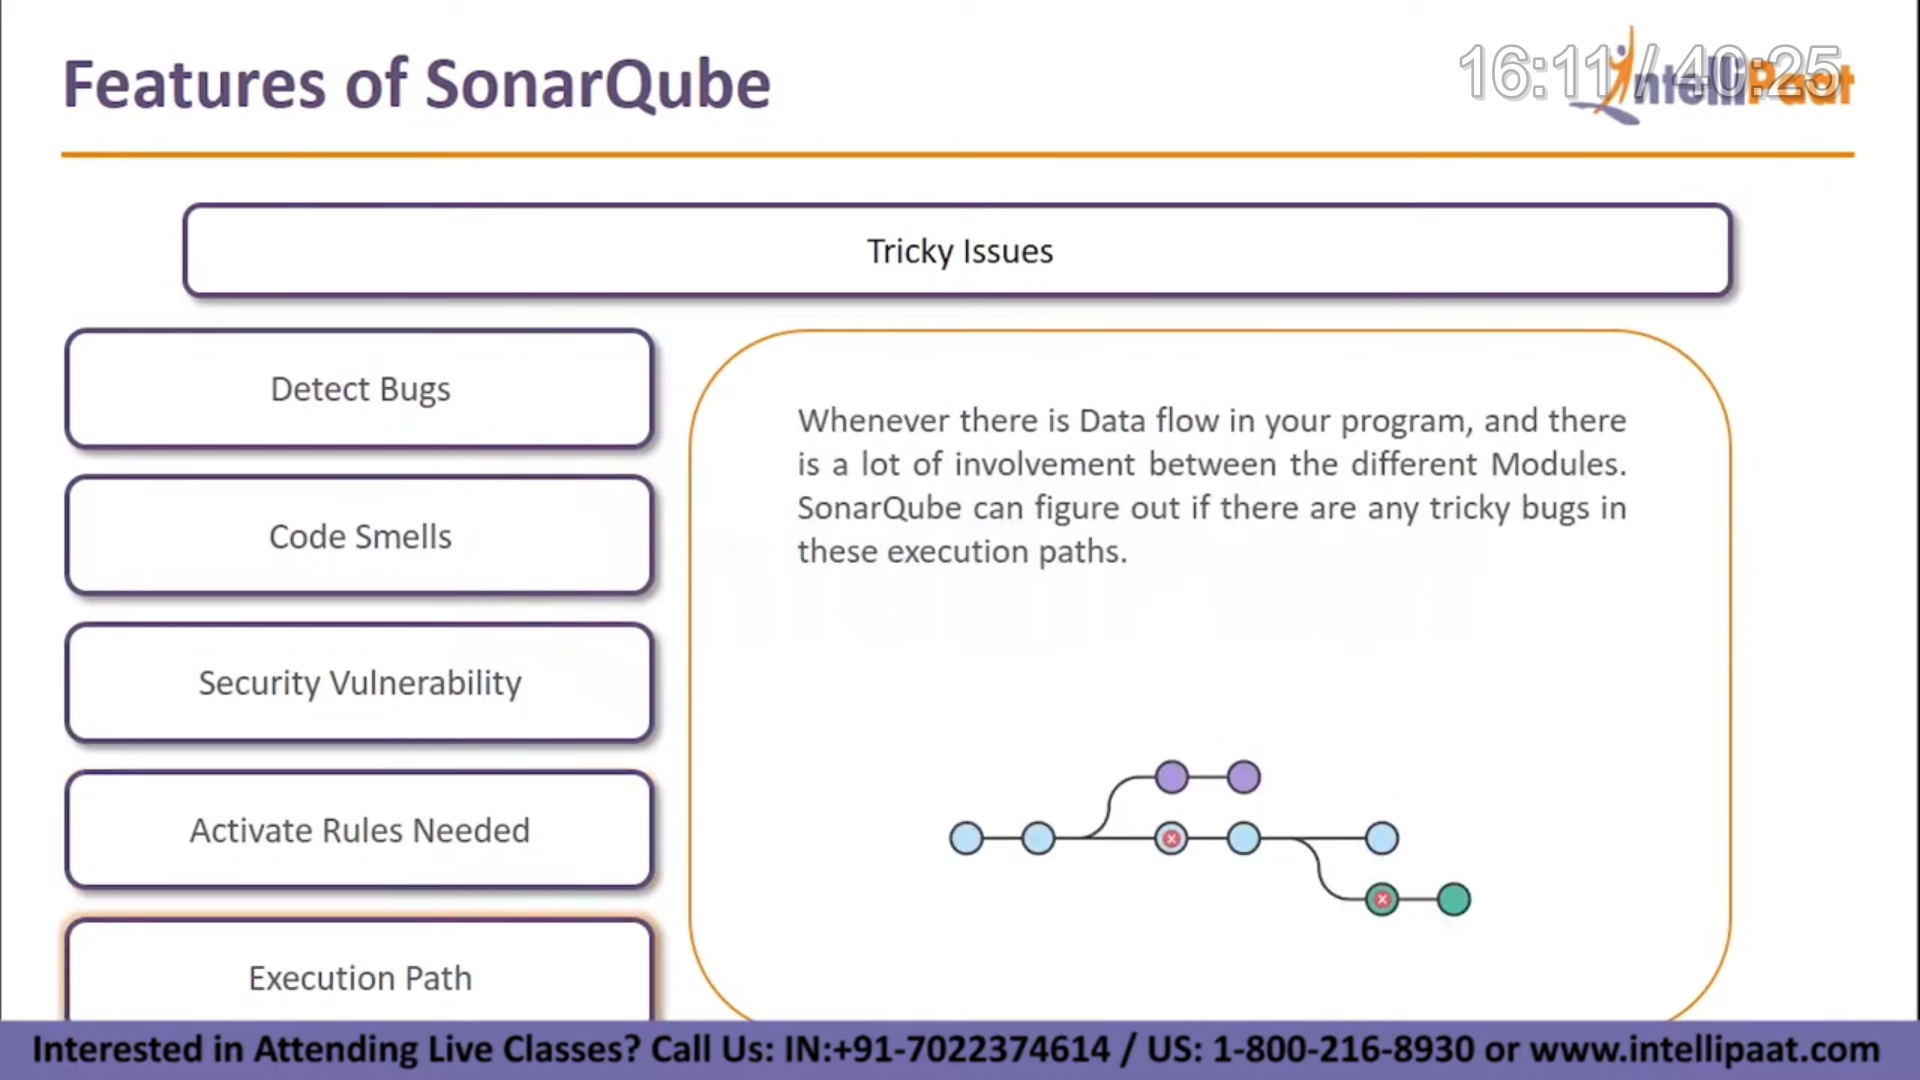 Features of SonarQube
16:11 / 40:25
IntelliPaat
Tricky Issues
Detect Bugs
Code Smells
Security Vulnerability
Activate Rules Needed
Execution Path
Whenever there is Data flow in your program, and there
is a lot of involvement between the different Modules.
SonarQube can figure out if there are any tricky bugs in
these execution paths.
Interested in Attending Live Classes? Call Us: IN:+91-7022374614 / US: 1-800-216-8930 or www.intellipaat.com